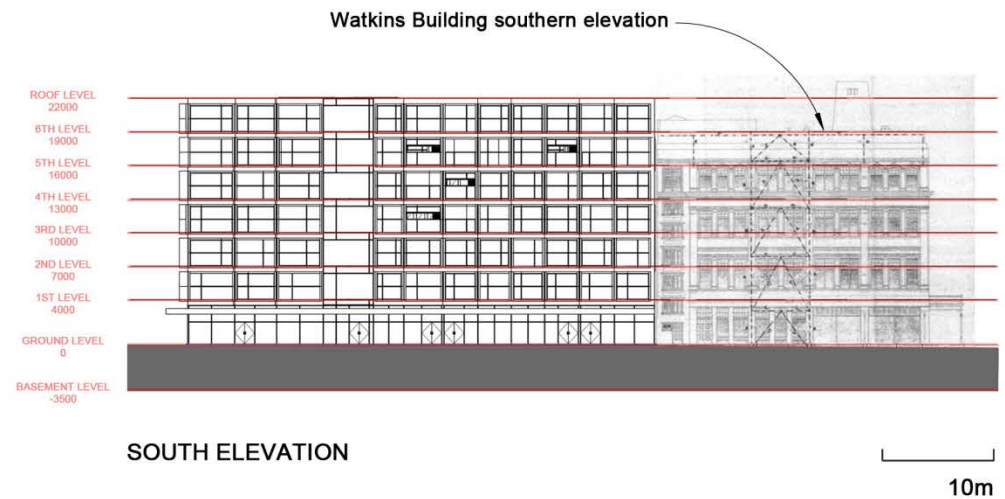 Watkins Building southern elevation
ROOF LEVEL
22000
6TH LEVEL
19000
5TH LEVEL
16000
4TH LEVEL
13000
3RD LEVEL
10000
2ND LEVEL
7000
1ST LEVEL
4000
GROUND LEVEL
0
BASEMENT LEVEL
-3500
SOUTH ELEVATION
10m